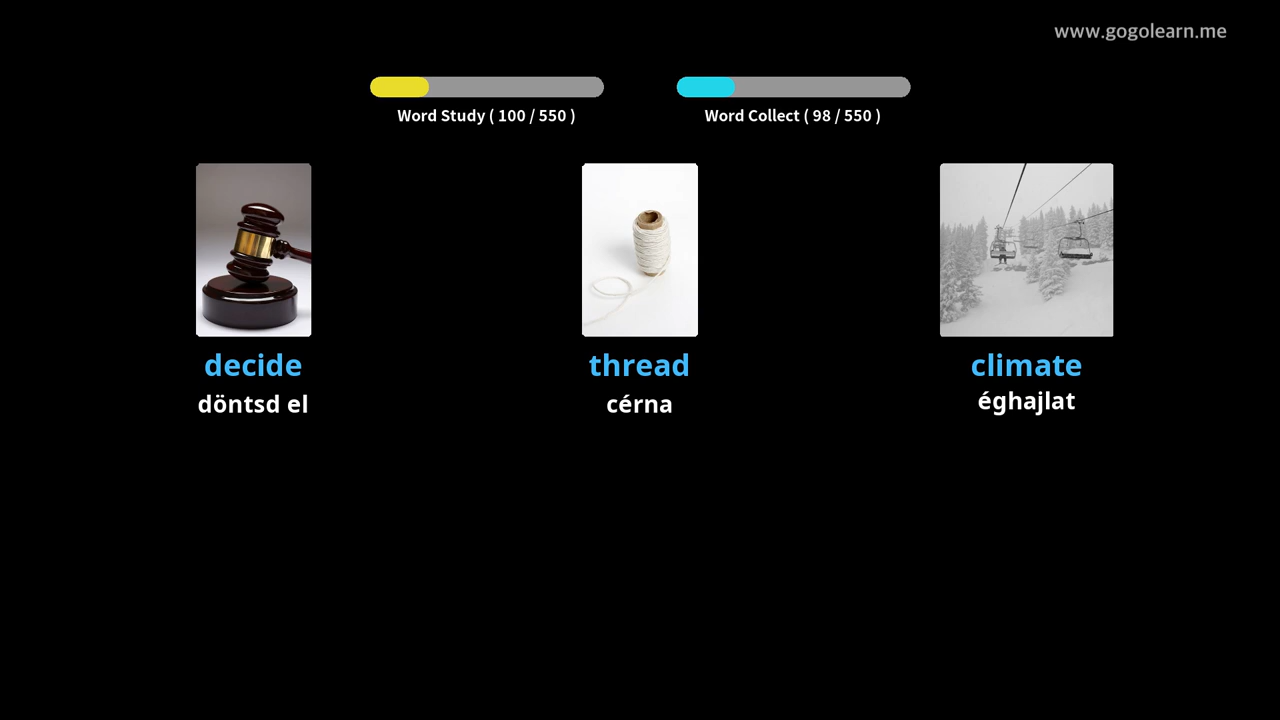 www.gogolearn.me
Word Study ( 100 / 550 )
Word Collect ( 98 / 550 )
decide
döntsd el
thread
cérna
climate
éghajlat